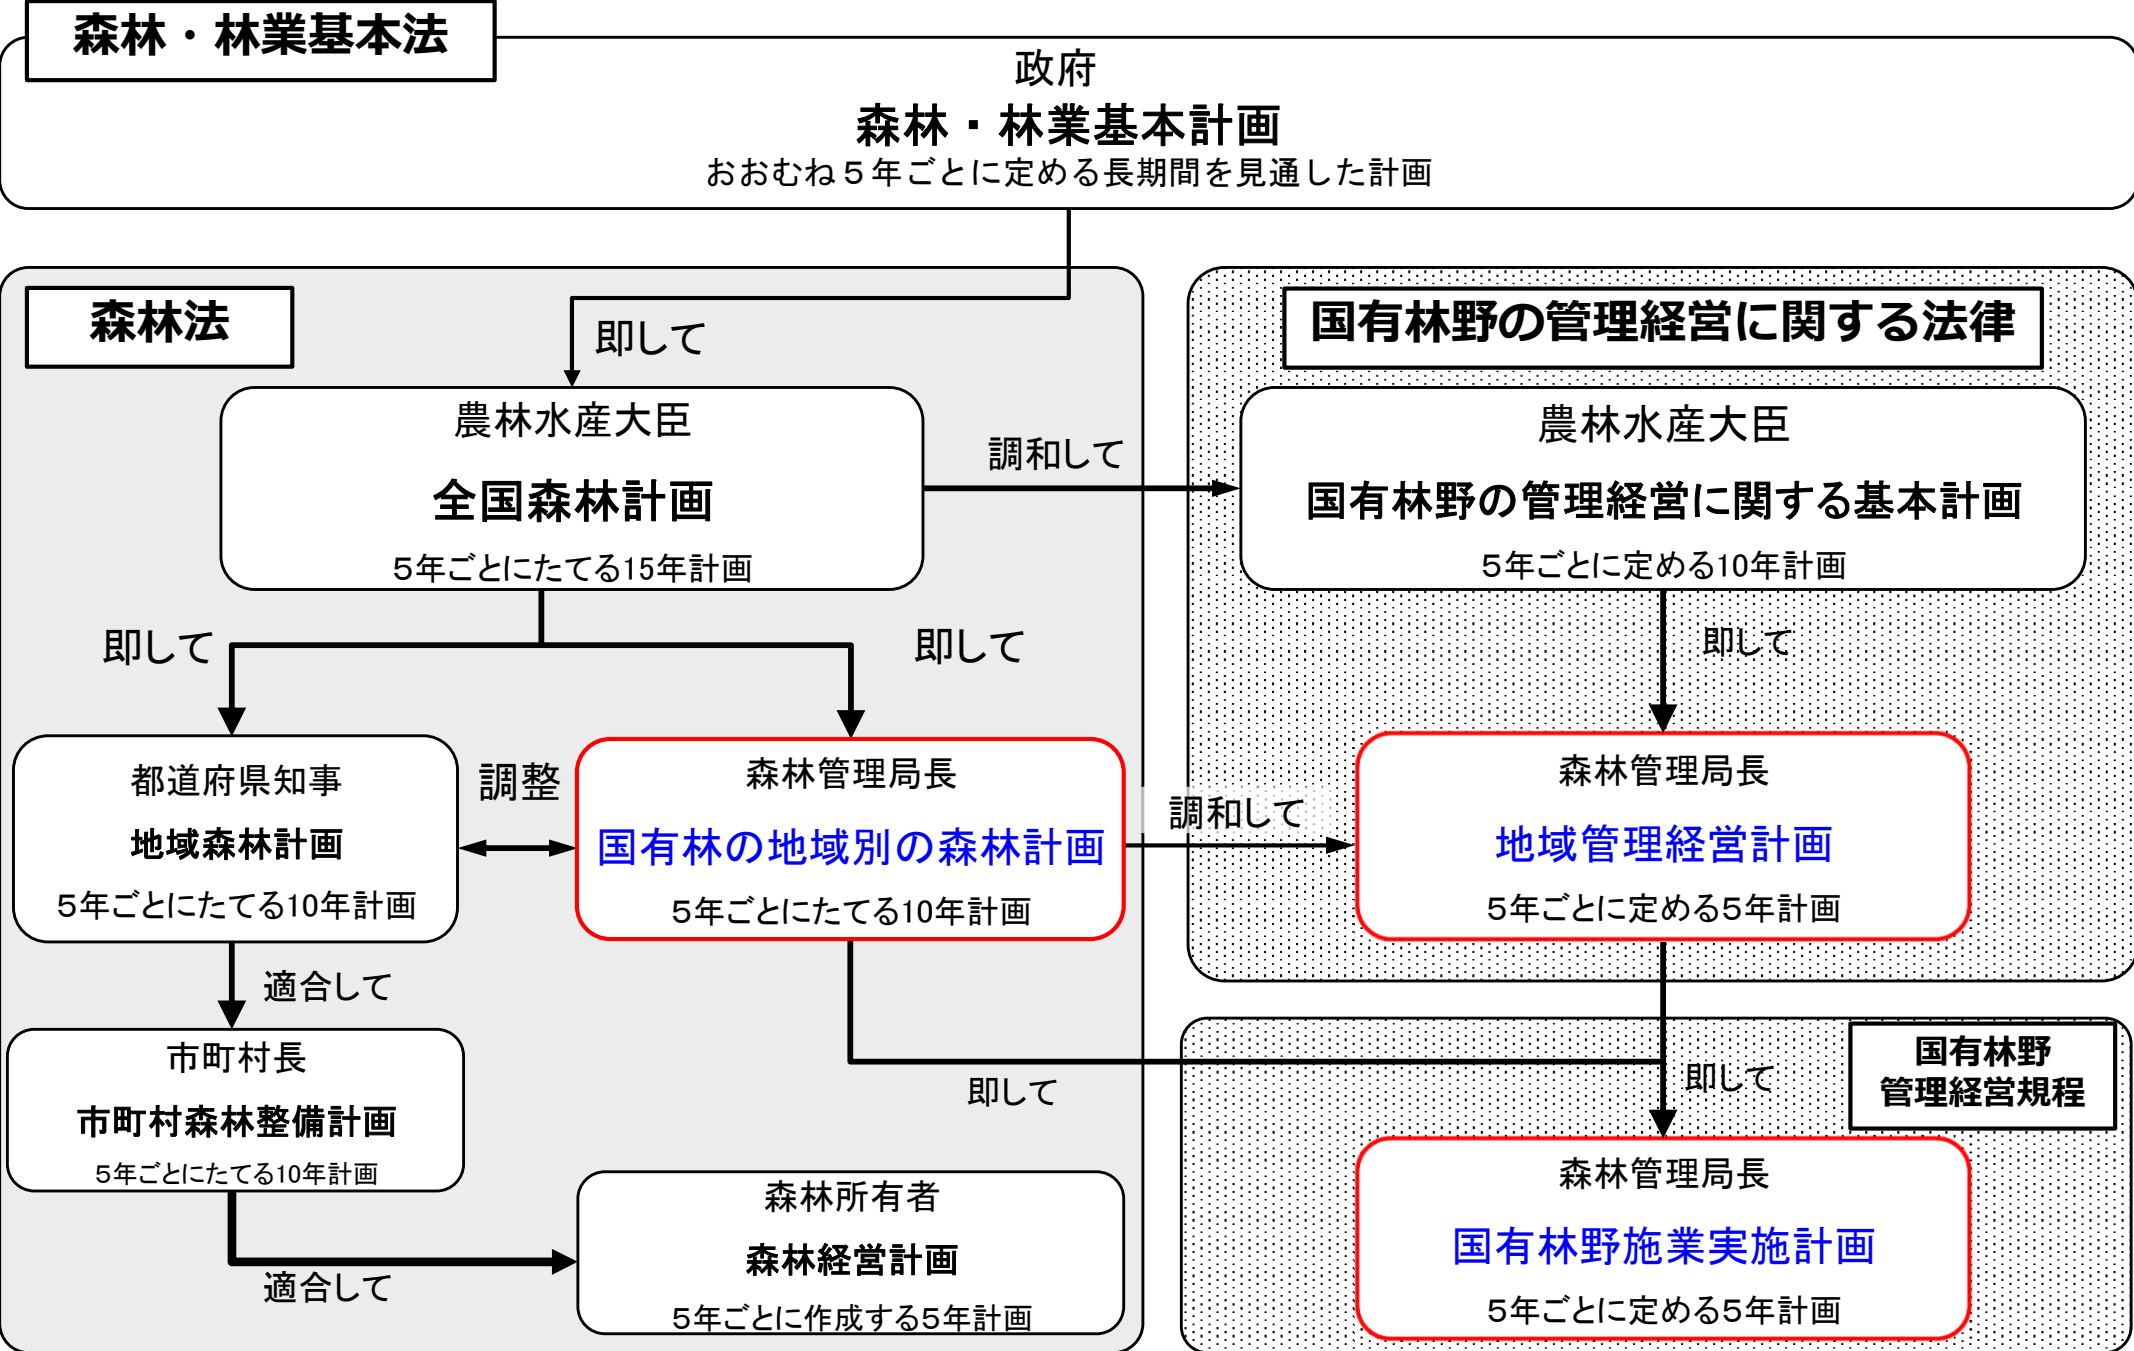 森林・林業基本法
政府
森林・林業基本計画
おおむね５年ごとに定める長期間を見通した計画
森林法
国有林野の管理経営に関する法律
即して
農林水産大臣
全国森林計画
５年ごとにたてる15年計画
調和して
農林水産大臣
国有林野の管理経営に関する基本計画
５年ごとに定める10年計画
即して
即して
即して
都道府県知事
地域森林計画
５年ごとにたてる10年計画
調整
森林管理局長
国有林の地域別の森林計画
５年ごとにたてる10年計画
調和して
森林管理局長
地域管理経営計画
５年ごとに定める５年計画
適合して
市町村長
市町村森林整備計画
５年ごとにたてる10年計画
即して
即して
国有林野
管理経営規程
適合して
森林所有者
森林経営計画
５年ごとに作成する５年計画
森林管理局長
国有林野施業実施計画
５年ごとに定める５年計画